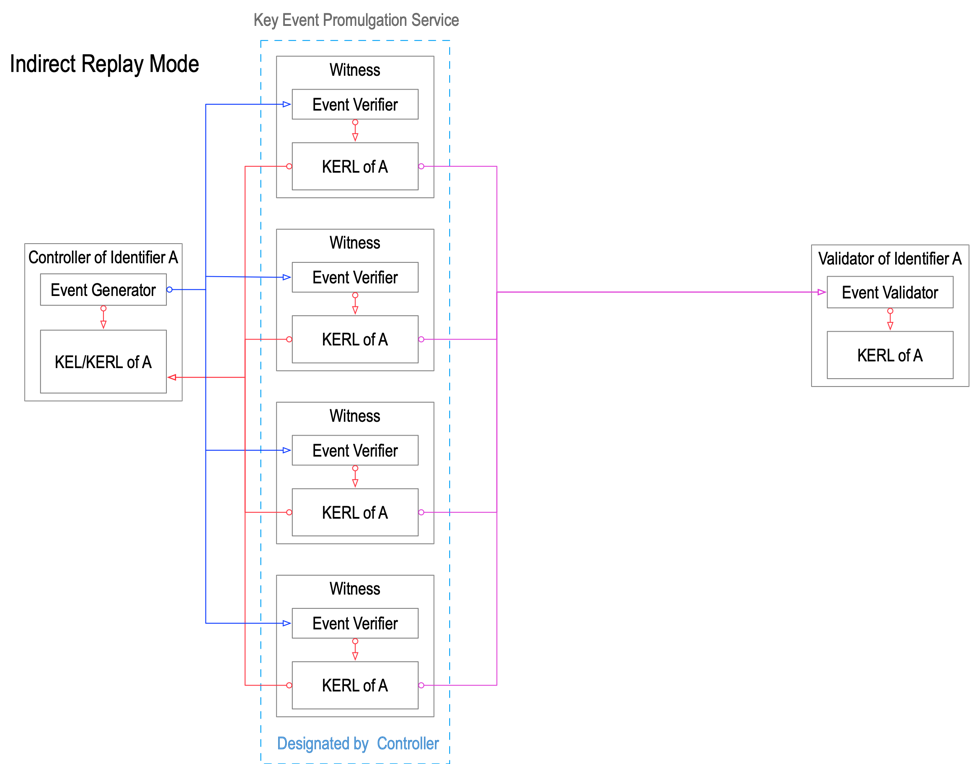 Key Event Promulgation Service
Indirect Replay Mode
Witness
Event Verifier
KERL of A
Witness
Event Verifier
KERL of A
Controller of Identifier A
Event Generator
KEL/KERL of A
Validator of Identifier A
Event Validator
KERL of A
Witness
Event Verifier
KERL of A
Witness
Event Verifier
KERL of A
Designated by Controller